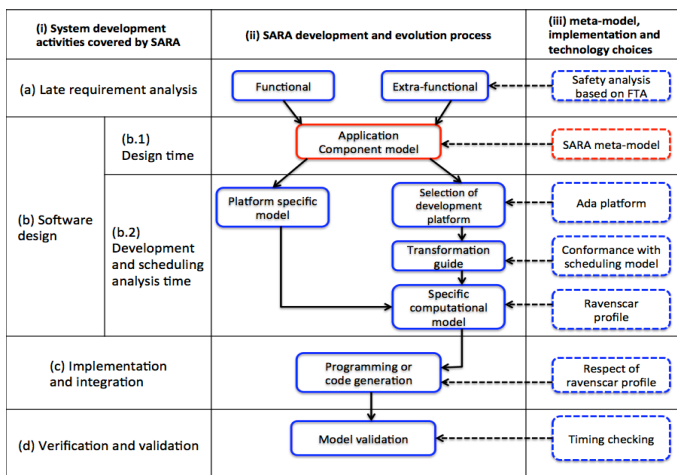 (i) System development
activities covered by SARA
(ii) SARA development and evolution process
(iii) meta-model,
implementation and
technology choices
(a) Late requirement analysis
Functional
Extra-functional
Safety analysis
based on FTA
(b) Software
design
(b.1)
Design time
Application
Component model
SARA meta-model
(b.2)
Development
and scheduling
analysis time
Platform specific
model
Selection of
development
platform
Ada platform
Transformation
guide
Conformance with
scheduling model
Specific
computational
model
Ravenscar
profile
(c) Implementation
and integration
Programming or
code generation
Respect of
ravenscar profile
(d) Verification and validation
Model validation
Timing checking